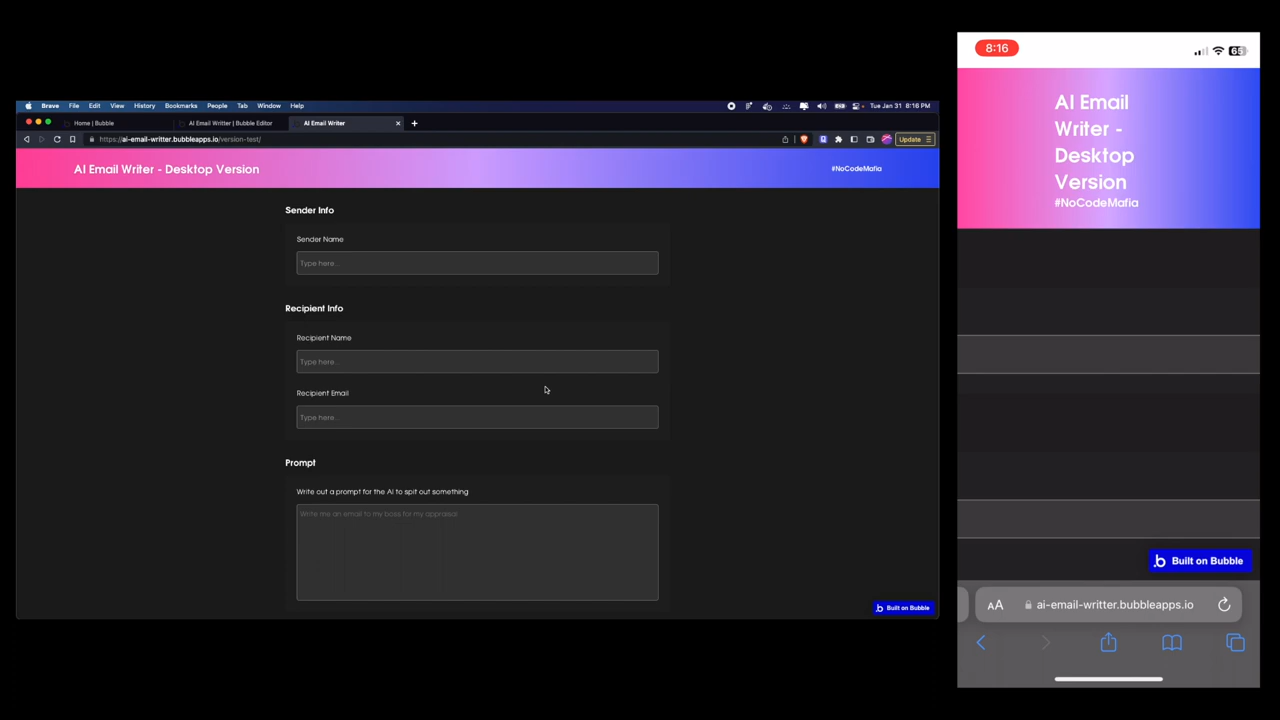 Brave File Edit View History Bookmarks People Tab Window Help
Tue Jan 31 8:16 PM
Home | Bubble
AI Email Writter | Bubble Editor
AI Email Writer
https://ai-email-writter.bubbleapps.io/version-test/
Update
AI Email Writer - Desktop Version
#NoCodeMafia
Sender Info
Sender Name
Type here...
Recipient Info
Recipient Name
Type here...
Recipient Email
Type here...
Prompt
Write out a prompt for the AI to spit out something
Write me an email to my boss for my appraisal
Built on Bubble
8:16
65
AI Email
Writer -
Desktop
Version
#NoCodeMafia
Built on Bubble
AA
ai-email-writter.bubbleapps.io